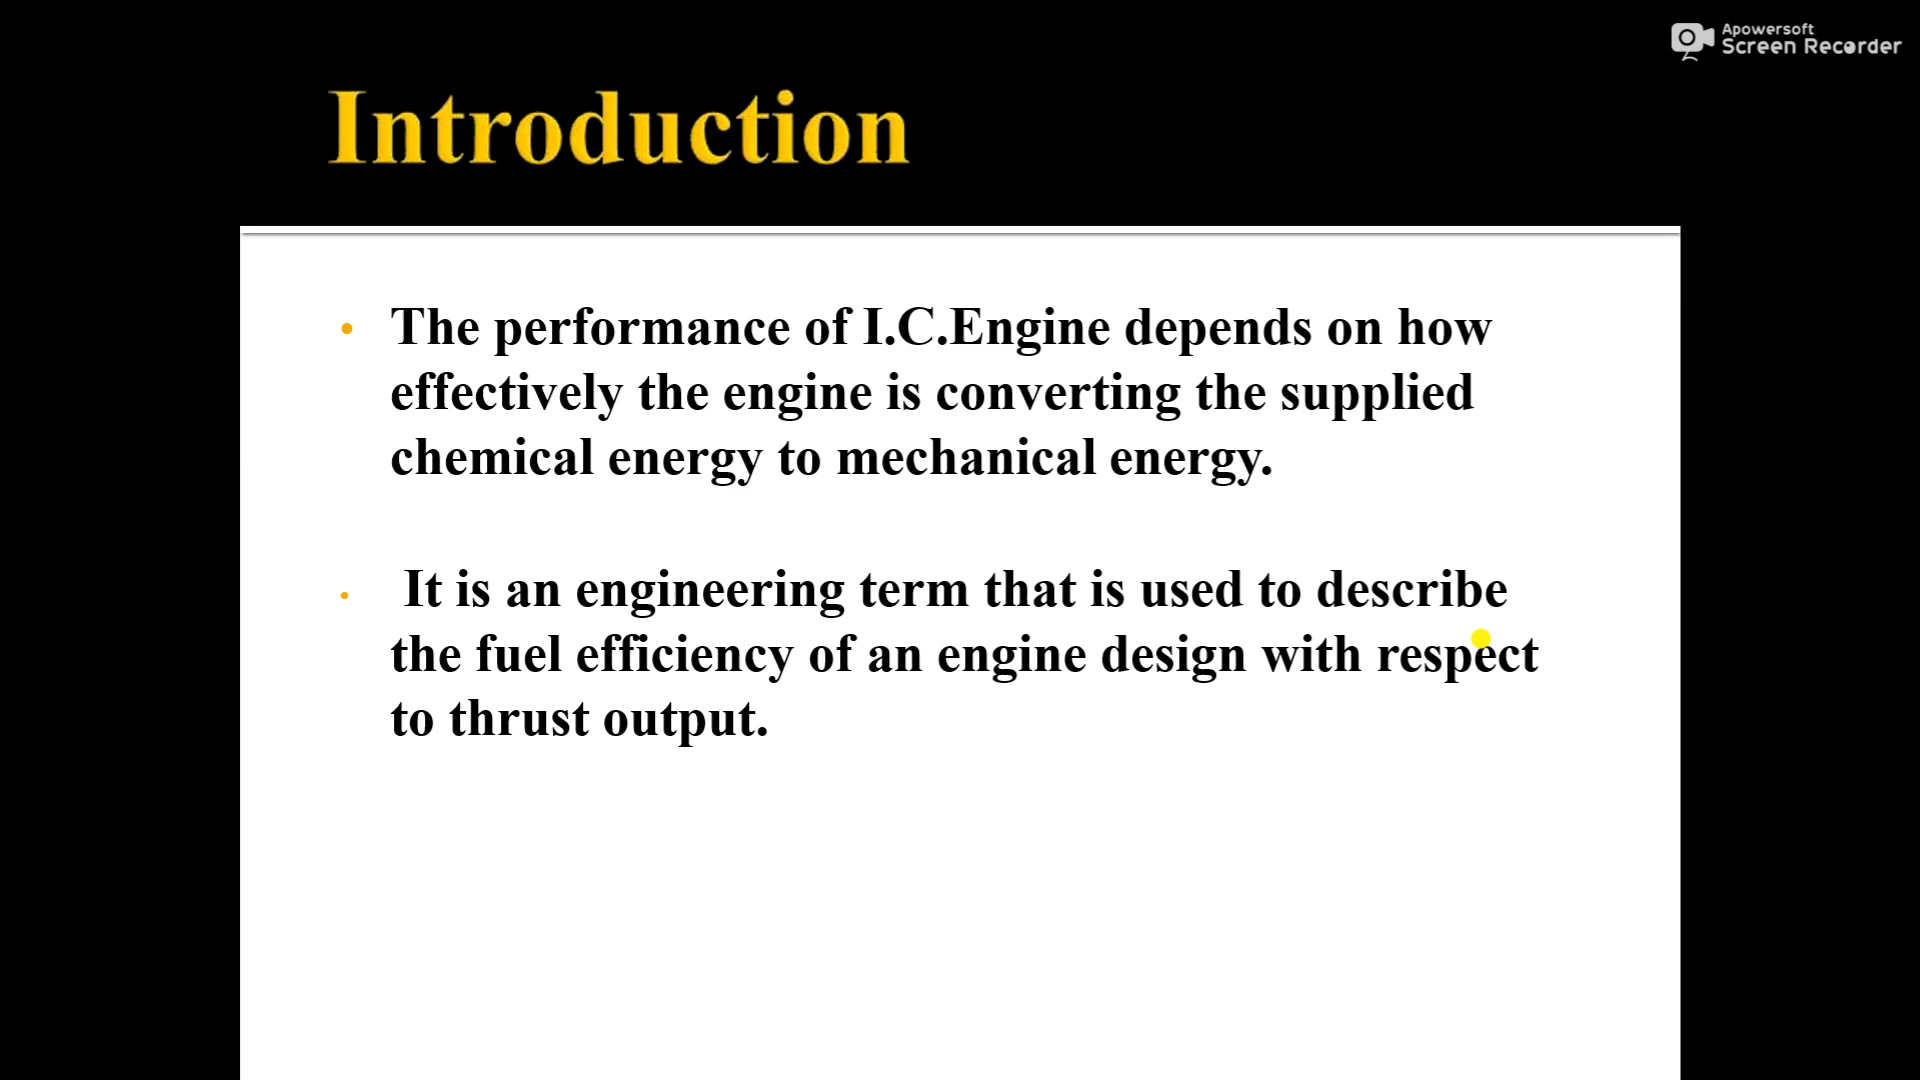 Apowersoft
Screen Recorder
Introduction
• The performance of I.C.Engine depends on how
effectively the engine is converting the supplied
chemical energy to mechanical energy.
• It is an engineering term that is used to describe
the fuel efficiency of an engine design with respect
to thrust output.